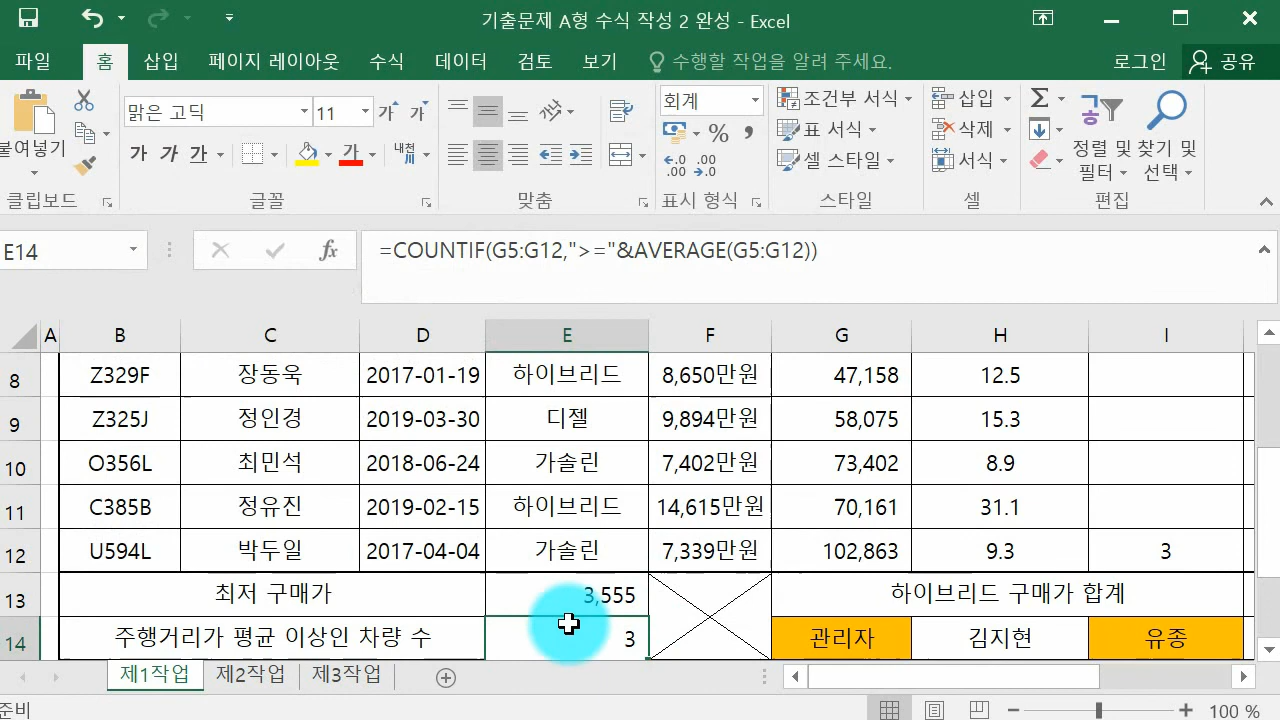 기출문제 A형 수식 작성 2 완성 - Excel
파일 홈 삽입 페이지 레이아웃 수식 데이터 검토 보기 수행할 작업을 알려 주세요. 로그인 공유
붙여넣기
클립보드
맑은 고딕 11 가 가
가 가 가 가 내천
글꼴
맞춤
회계
% ,
←.0 .00 .00 →.0
표시 형식
조건부 서식
표 서식
셀 스타일
스타일
삽입
삭제
서식
셀
정렬 및 필터
찾기 및 선택
편집
E14 fx =COUNTIF(G5:G12,">="&AVERAGE(G5:G12))
A B C D E F G H I
8 Z329F 장동욱 2017-01-19 하이브리드 8,650만원 47,158 12.5
9 Z325J 정인경 2019-03-30 디젤 9,894만원 58,075 15.3
10 O356L 최민석 2018-06-24 가솔린 7,402만원 73,402 8.9
11 C385B 정유진 2019-02-15 하이브리드 14,615만원 70,161 31.1
12 U594L 박두일 2017-04-04 가솔린 7,339만원 102,863 9.3 3
13 최저 구매가 3,555 하이브리드 구매가 합계
14 주행거리가 평균 이상인 차량 수 3 관리자 김지현 유종
제1작업 제2작업 제3작업
준비 100 %